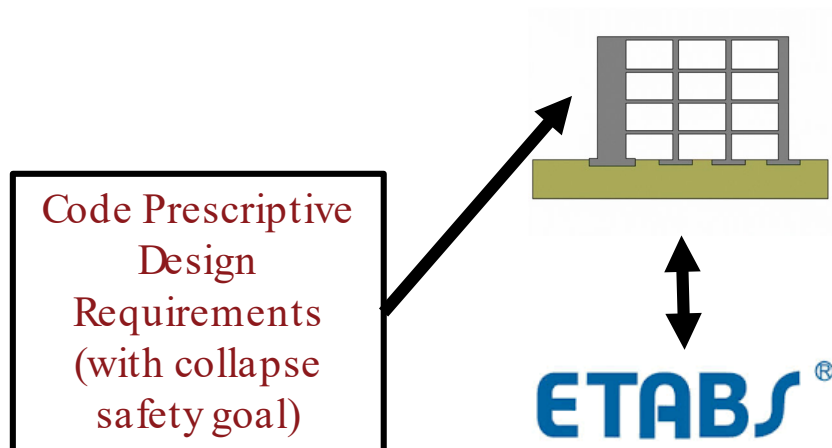 Code Prescriptive
Design
Requirements
(with collapse
safety goal)
ETABS®